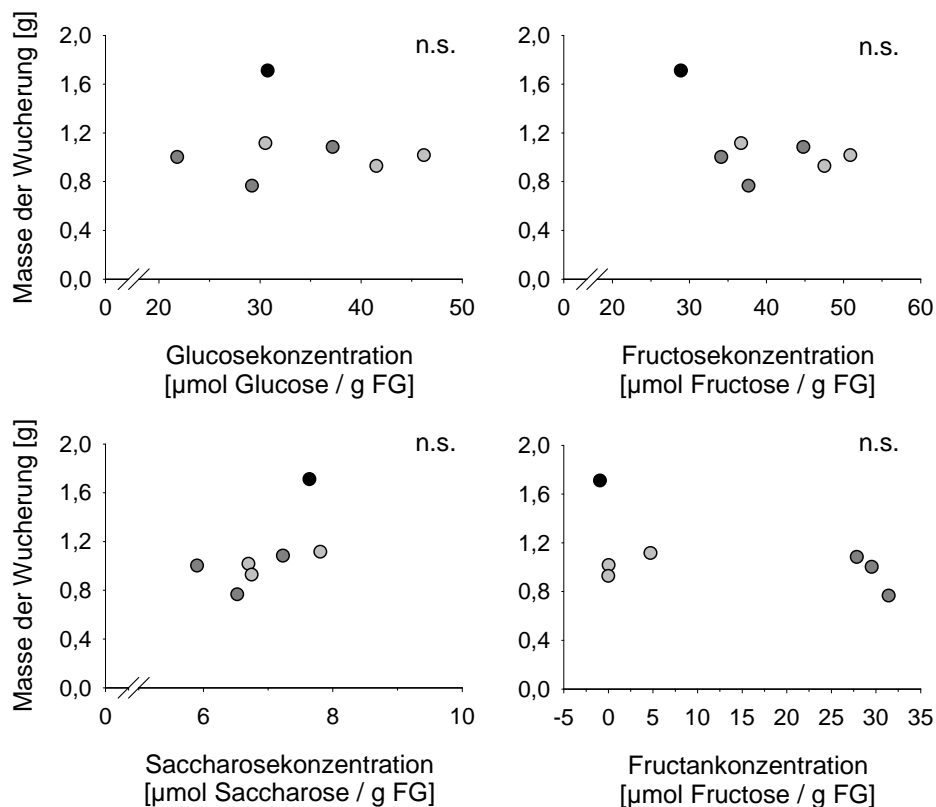 Masse der Wucherung [g]
2,0
1,6
1,2
0,8
0,4
0,0
n.s.
0 20 30 40 50
Glucosekonzentration
[µmol Glucose / g FG]
2,0
1,6
1,2
0,8
0,4
0,0
n.s.
0 20 30 40 50 60
Fructosekonzentration
[µmol Fructose / g FG]
Masse der Wucherung [g]
2,0
1,6
1,2
0,8
0,4
0,0
n.s.
0 6 8 10
Saccharosekonzentration
[µmol Saccharose / g FG]
2,0
1,6
1,2
0,8
0,4
0,0
n.s.
-5 0 5 10 15 20 25 30 35
Fructankonzentration
[µmol Fructose / g FG]